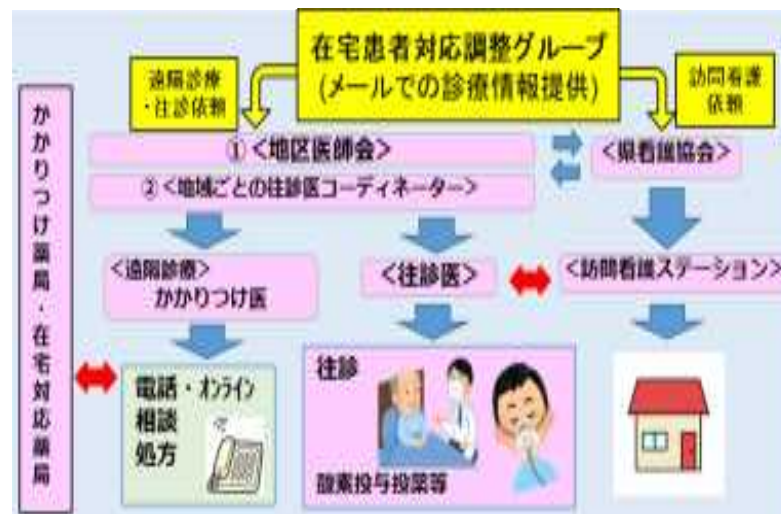 在宅患者対応調整グループ
(メールでの診療情報提供)
遠隔診療
・往診依頼
訪問看護
依頼
かかりつけ薬局・在宅対応薬局
①<地区医師会>
②<地域ごとの往診医コーディネーター>
<県看護協会>
<遠隔診療>
かかりつけ医
<往診医>
<訪問看護ステーション>
電話・オンライン
相談
処方
往診
酸素投与投薬等